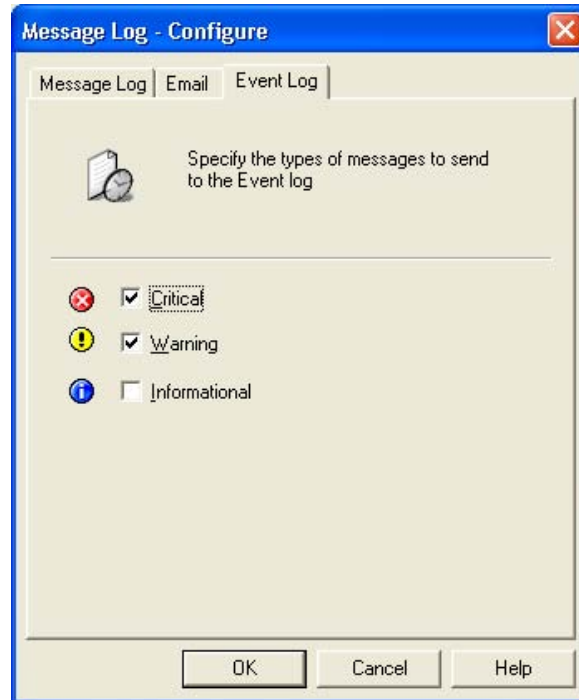 Message Log - Configure
Message Log Email Event Log
Specify the types of messages to send
to the Event log
Critical
Warning
Informational
OK Cancel Help